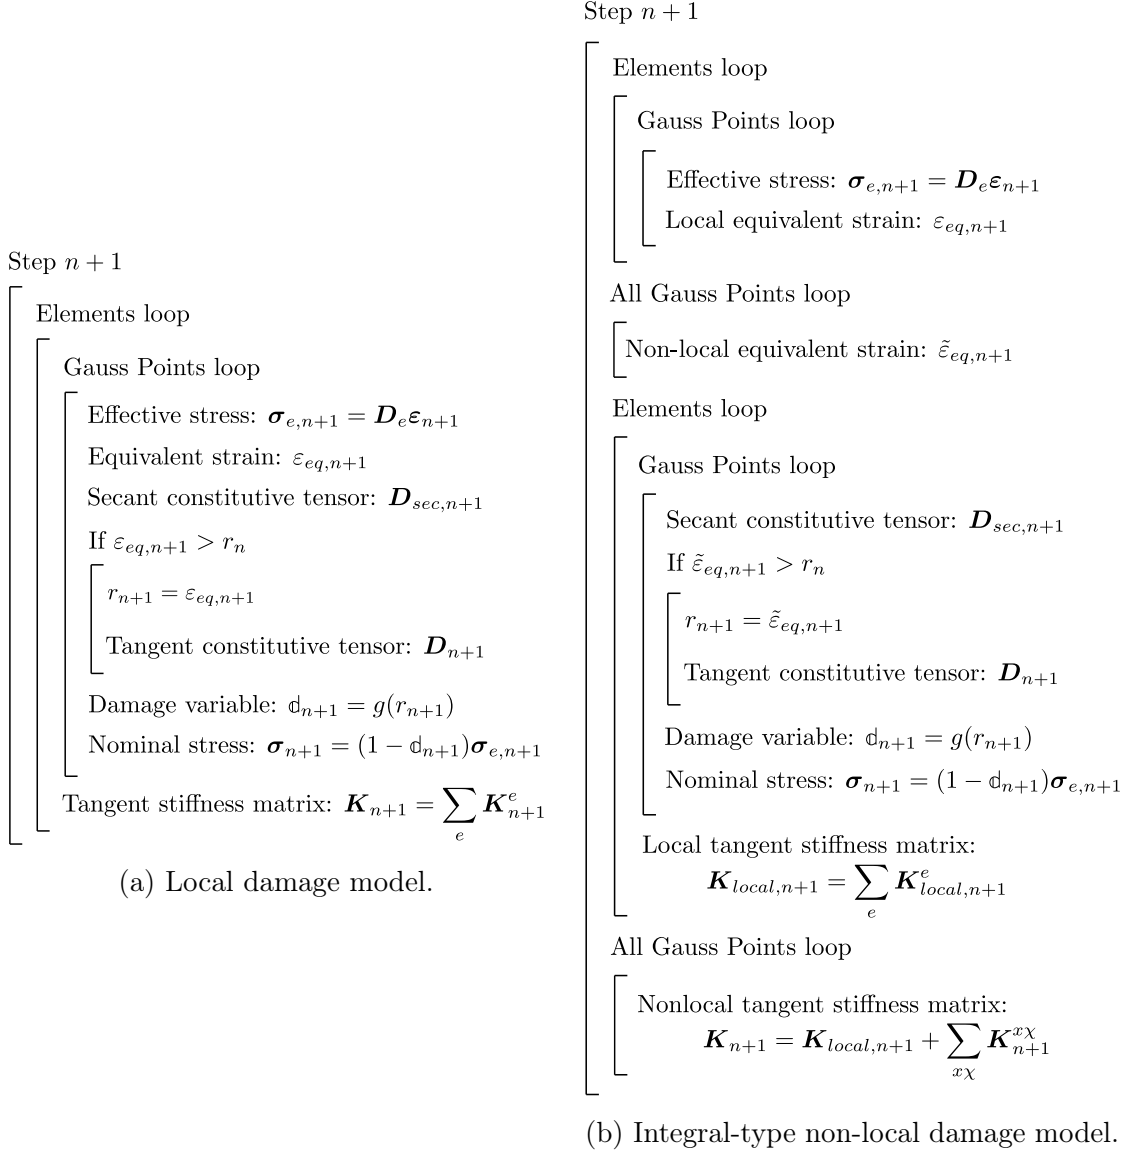 Step n + 1
Elements loop
Gauss Points loop
Effective stress: σ_{e,n+1} = D_e ε_{n+1}
Equivalent strain: ε_{eq,n+1}
Secant constitutive tensor: D_{sec,n+1}
If ε_{eq,n+1} > r_n
r_{n+1} = ε_{eq,n+1}
Tangent constitutive tensor: D_{n+1}
Damage variable: 𝕕_{n+1} = g(r_{n+1})
Nominal stress: σ_{n+1} = (1 − 𝕕_{n+1})σ_{e,n+1}
Tangent stiffness matrix: K_{n+1} = ∑_e K^e_{n+1}
(a) Local damage model.
Step n + 1
Elements loop
Gauss Points loop
Effective stress: σ_{e,n+1} = D_e ε_{n+1}
Local equivalent strain: ε_{eq,n+1}
All Gauss Points loop
Non-local equivalent strain: ε̃_{eq,n+1}
Elements loop
Gauss Points loop
Secant constitutive tensor: D_{sec,n+1}
If ε̃_{eq,n+1} > r_n
r_{n+1} = ε̃_{eq,n+1}
Tangent constitutive tensor: D_{n+1}
Damage variable: 𝕕_{n+1} = g(r_{n+1})
Nominal stress: σ_{n+1} = (1 − 𝕕_{n+1})σ_{e,n+1}
Local tangent stiffness matrix:
K_{local,n+1} = ∑_e K^e_{local,n+1}
All Gauss Points loop
Nonlocal tangent stiffness matrix:
K_{n+1} = K_{local,n+1} + ∑_{xχ} K^{xχ}_{n+1}
(b) Integral-type non-local damage model.